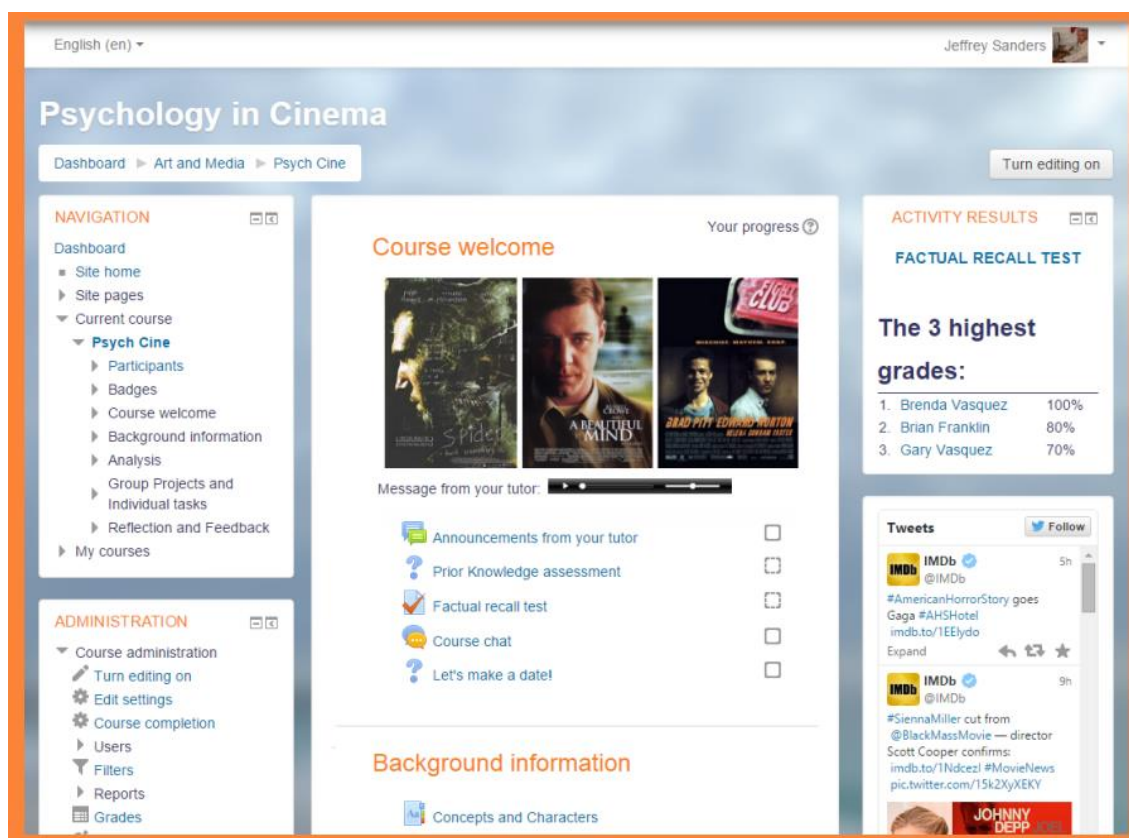 English (en)
Jeffrey Sanders
Psychology in Cinema
Dashboard Art and Media Psych Cine
Turn editing on
NAVIGATION
Dashboard
Site home
Site pages
Current course
Psych Cine
Participants
Badges
Course welcome
Background information
Analysis
Group Projects and
Individual tasks
Reflection and Feedback
My courses
ADMINISTRATION
Course administration
Turn editing on
Edit settings
Course completion
Users
Filters
Reports
Grades
Your progress
Course welcome
Spider
CROWE
A BEAUTIFUL
MIND
FIGHT
CLUB
MISCHIEF. MAYHEM. SOAP.
BRAD PITT EDWARD NORTON
HELENA BONHAM CARTER
Message from your tutor:
Announcements from your tutor
Prior Knowledge assessment
Factual recall test
Course chat
Let's make a date!
Background information
Concepts and Characters
ACTIVITY RESULTS
FACTUAL RECALL TEST
The 3 highest
grades:
1. Brenda Vasquez 100%
2. Brian Franklin 80%
3. Gary Vasquez 70%
Tweets Follow
IMDb IMDb 5h
@IMDb
#AmericanHorrorStory goes
Gaga #AHSHotel
imdb.to/1EElydo
Expand
IMDb IMDb 9h
@IMDb
#SiennaMiller cut from
@BlackMassMovie — director
Scott Cooper confirms:
imdb.to/1Ndcezl #MovieNews
pic.twitter.com/15k2XyXEKY
JOHNNY
DEPP